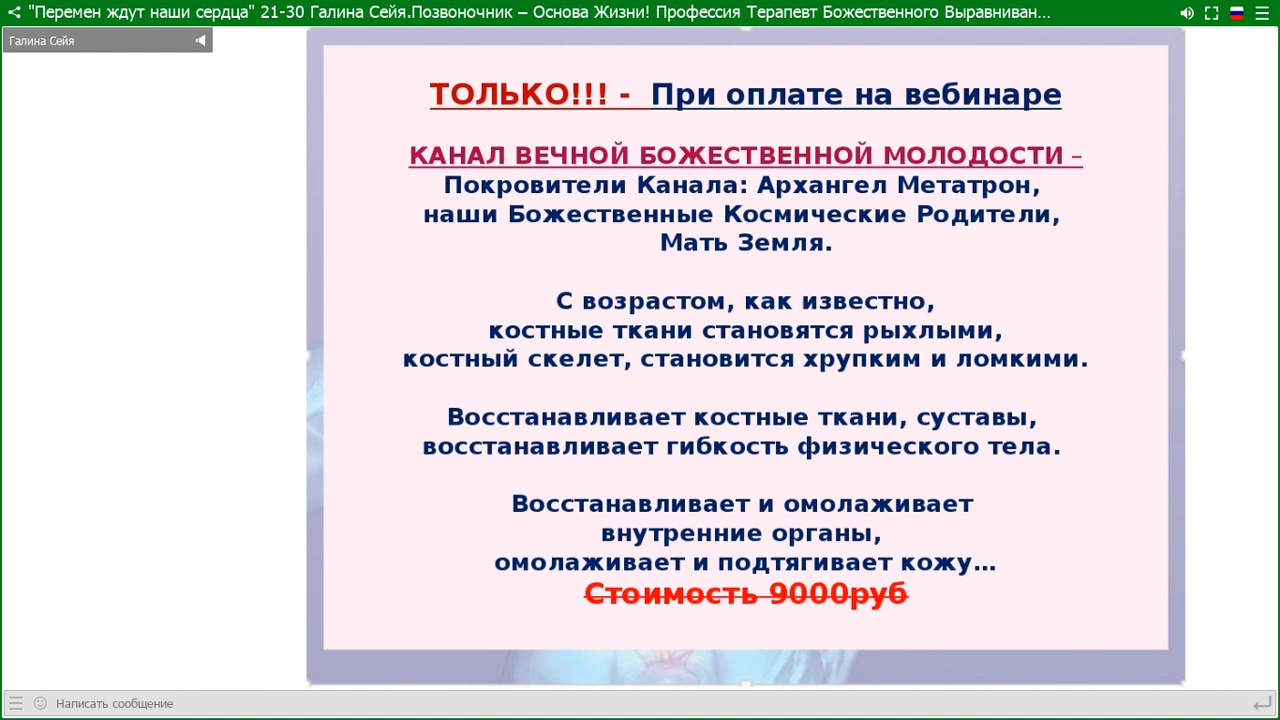 "Перемен ждут наши сердца" 21-30 Галина Сейя.Позвоночник – Основа Жизни! Профессия Терапевт Божественного Выравниван...
Галина Сейя
ТОЛЬКО!!! - При оплате на вебинаре
КАНАЛ ВЕЧНОЙ БОЖЕСТВЕННОЙ МОЛОДОСТИ –
Покровители Канала: Архангел Метатрон,
наши Божественные Космические Родители,
Мать Земля.
С возрастом, как известно,
костные ткани становятся рыхлыми,
костный скелет, становится хрупким и ломкими.
Восстанавливает костные ткани, суставы,
восстанавливает гибкость физического тела.
Восстанавливает и омолаживает
внутренние органы,
омолаживает и подтягивает кожу...
Стоимость 9000руб
Написать сообщение